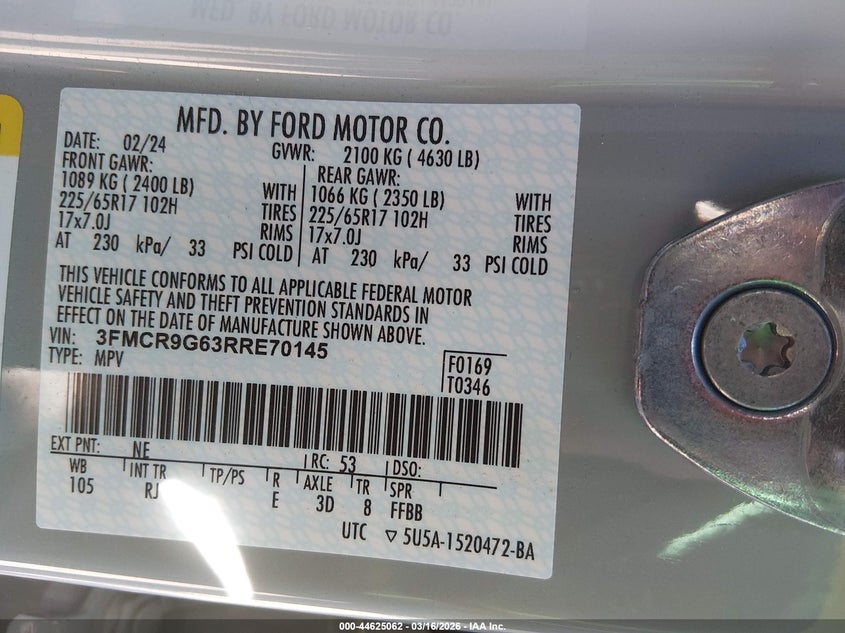 MFD. BY FORD MOTOR CO.
DATE: 02/24 GVWR: 2100 KG ( 4630 LB)
FRONT GAWR: REAR GAWR:
1089 KG ( 2400 LB) WITH 1066 KG ( 2350 LB) WITH
225/65R17 102H TIRES 225/65R17 102H TIRES
17x7.0J RIMS 17x7.0J RIMS
AT 230 kPa/ 33 PSI COLD AT 230 kPa/ 33 PSI COLD
THIS VEHICLE CONFORMS TO ALL APPLICABLE FEDERAL MOTOR
VEHICLE SAFETY AND THEFT PREVENTION STANDARDS IN
EFFECT ON THE DATE OF MANUFACTURE SHOWN ABOVE.
VIN: 3FMCR9G63RRE70145
TYPE: MPV
F0169
T0346
EXT PNT: NE RC: 53 DSO:
WB INT TR TP/PS R AXLE TR SPR
105 RJ E 3D 8 FFBB
UTC ▽ 5U5A-1520472-BA
000-44625062 - 03/16/2026 - IAA Inc.